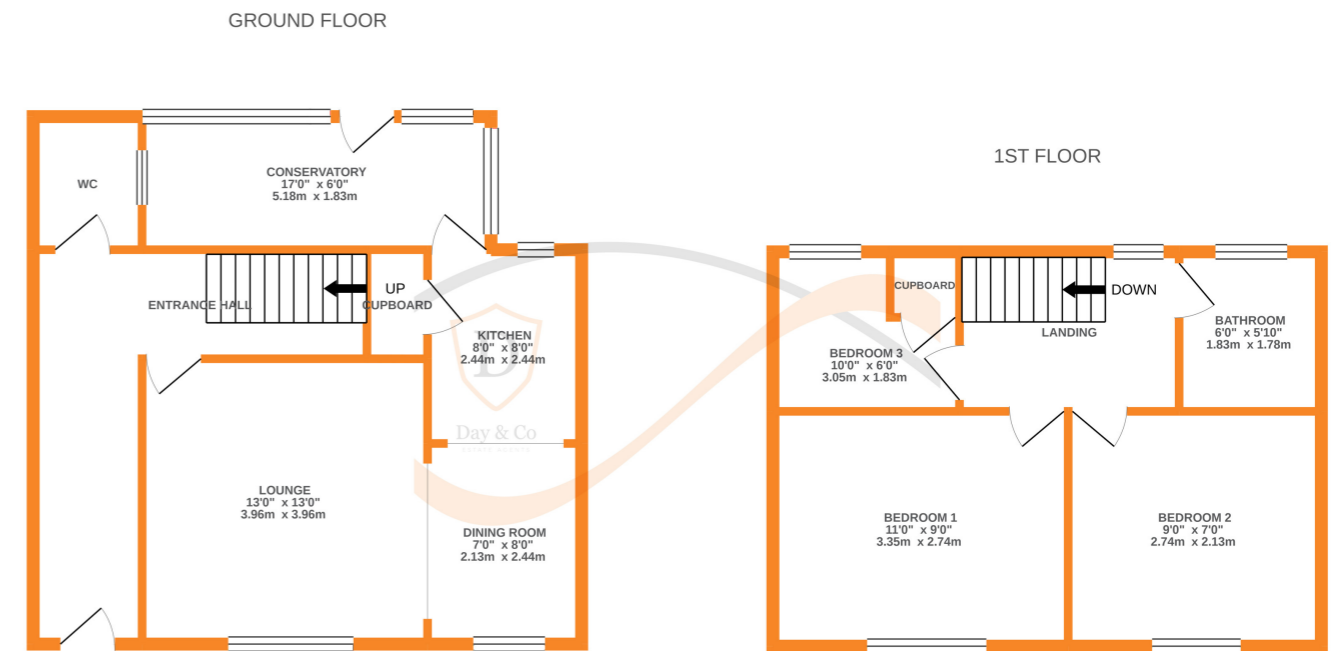 GROUND FLOOR
CONSERVATORY
17'0" x 6'0"
5.18m x 1.83m
WC
UP
ENTRANCE HALL
CUPBOARD
KITCHEN
8'0" x 8'0"
2.44m x 2.44m
Day & Co
LOUNGE
13'0" x 13'0"
3.96m x 3.96m
DINING ROOM
7'0" x 8'0"
2.13m x 2.44m
1ST FLOOR
CUPBOARD
DOWN
LANDING
BATHROOM
6'0" x 5'10"
1.83m x 1.78m
BEDROOM 3
10'0" x 6'0"
3.05m x 1.83m
BEDROOM 1
11'0" x 9'0"
3.35m x 2.74m
BEDROOM 2
9'0" x 7'0"
2.74m x 2.13m